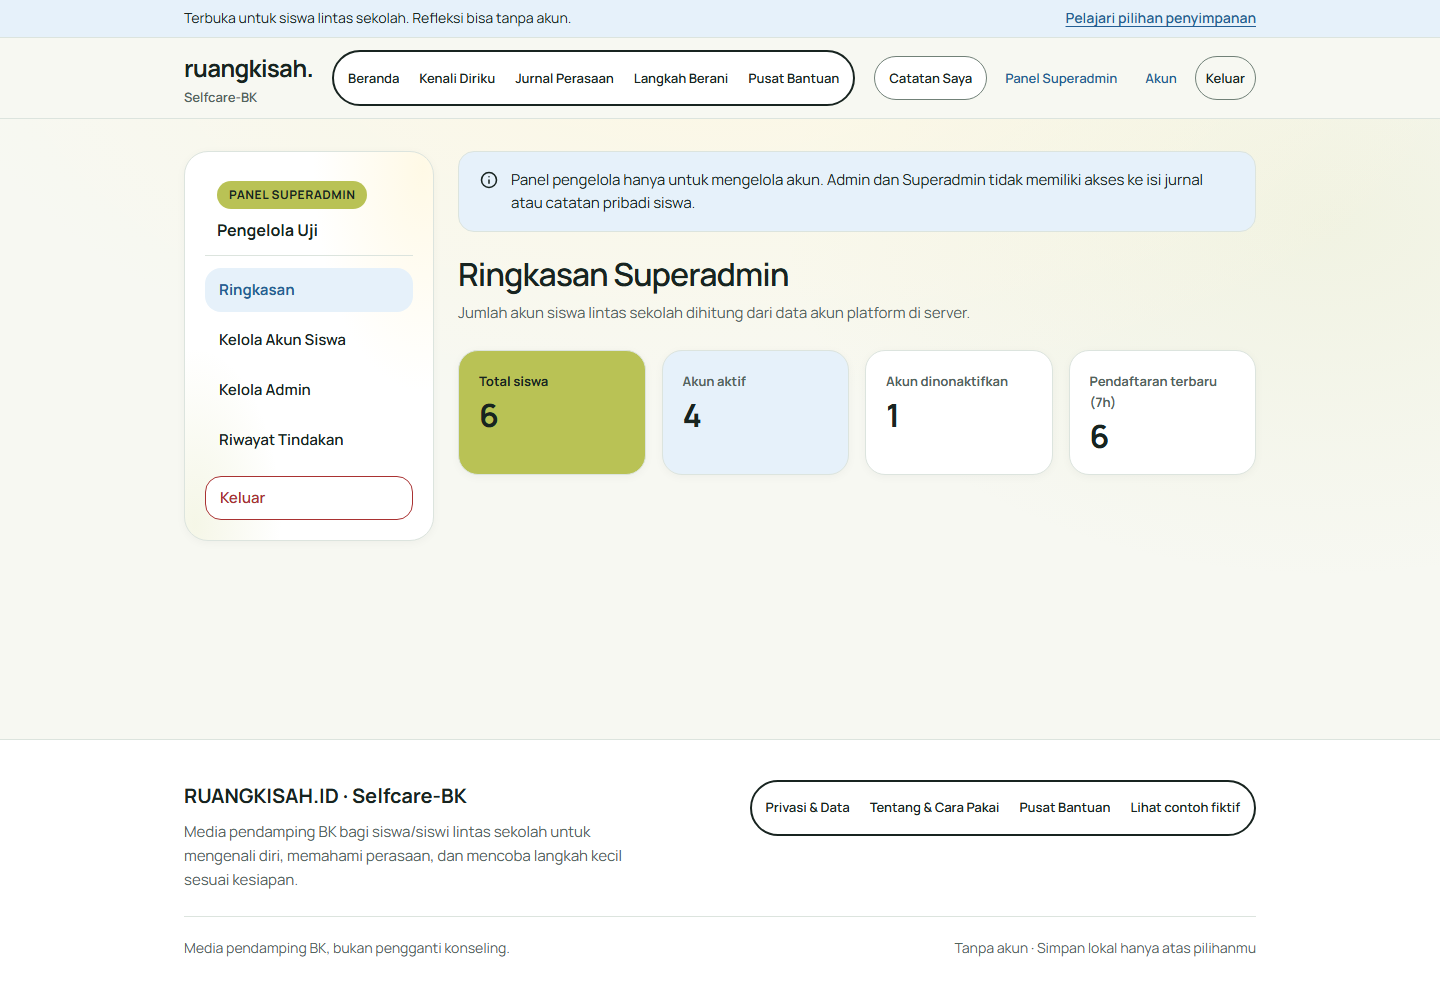 Terbuka untuk siswa lintas sekolah. Refleksi bisa tanpa akun.
Pelajari pilihan penyimpanan
ruangkisah.
Selfcare-BK
Beranda
Kenali Diriku
Jurnal Perasaan
Langkah Berani
Pusat Bantuan
Catatan Saya
Panel Superadmin
Akun
Keluar
PANEL SUPERADMIN
Pengelola Uji
Ringkasan
Kelola Akun Siswa
Kelola Admin
Riwayat Tindakan
Keluar
Panel pengelola hanya untuk mengelola akun. Admin dan Superadmin tidak memiliki akses ke isi jurnal
atau catatan pribadi siswa.
Ringkasan Superadmin
Jumlah akun siswa lintas sekolah dihitung dari data akun platform di server.
Total siswa
6
Akun aktif
4
Akun dinonaktifkan
1
Pendaftaran terbaru
(7h)
6
RUANGKISAH.ID · Selfcare-BK
Media pendamping BK bagi siswa/siswi lintas sekolah untuk
mengenali diri, memahami perasaan, dan mencoba langkah kecil
sesuai kesiapan.
Privasi & Data
Tentang & Cara Pakai
Pusat Bantuan
Lihat contoh fiktif
Media pendamping BK, bukan pengganti konseling.
Tanpa akun · Simpan lokal hanya atas pilihanmu